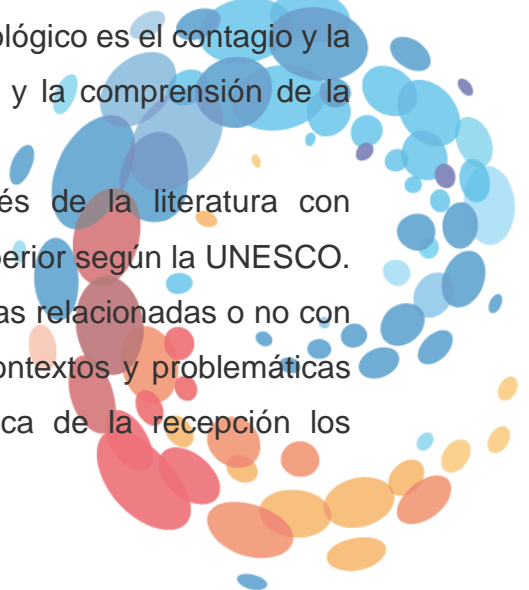 ológico es el contagio y la
y la comprensión de la
és de la literatura con
perior según la UNESCO.
as relacionadas o no con
ontextos y problemáticas
ca de la recepción los